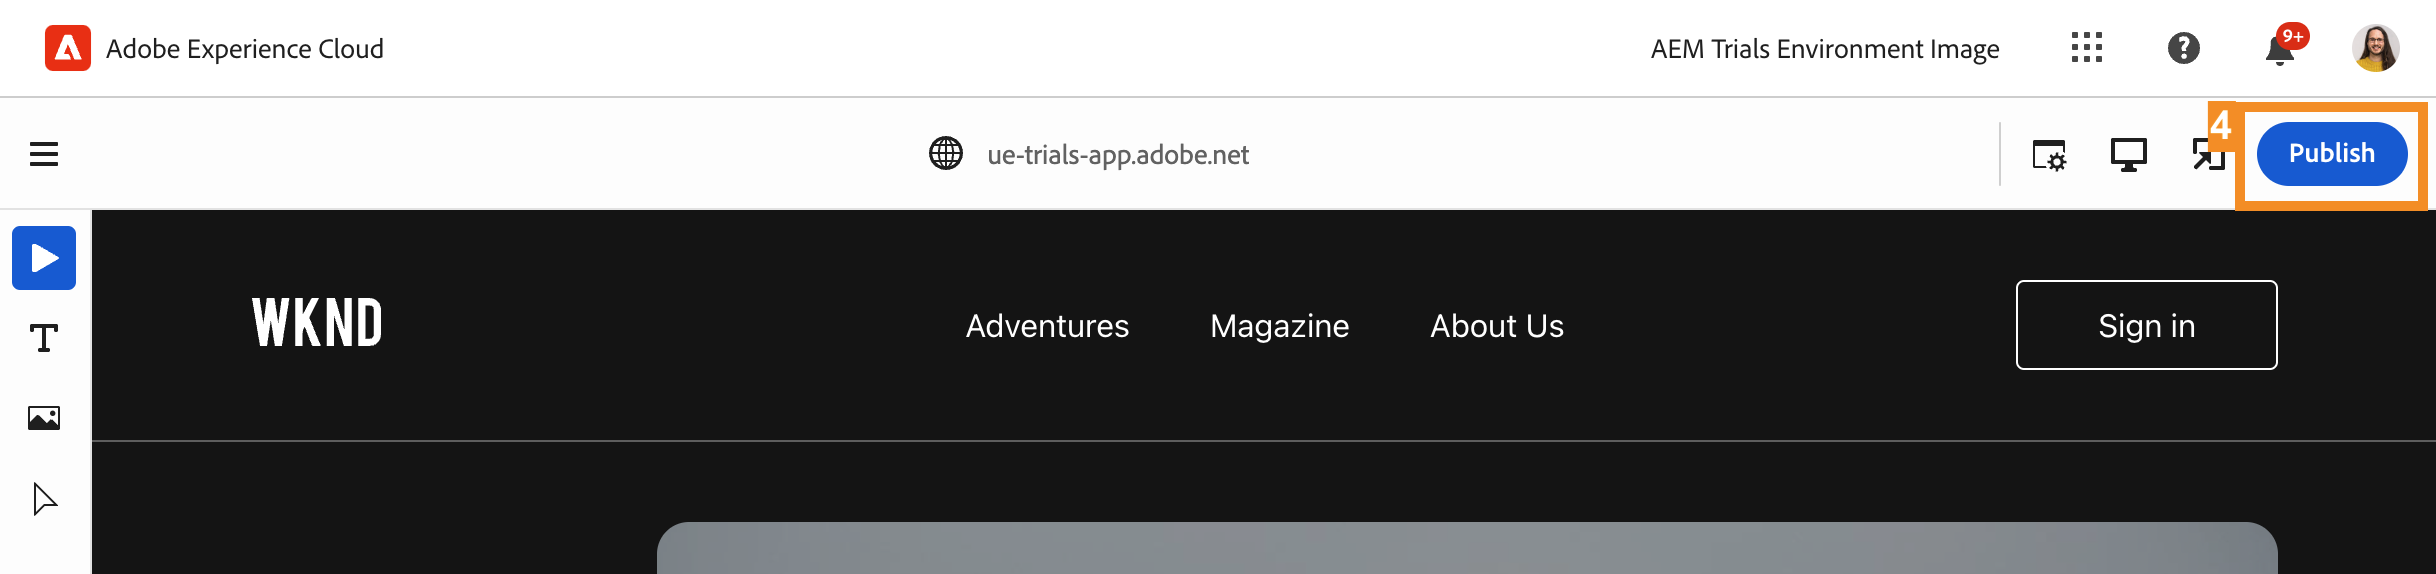 Adobe Experience Cloud
AEM Trials Environment Image
9+
ue-trials-app.adobe.net
4
Publish
WKND
Adventures
Magazine
About Us
Sign in